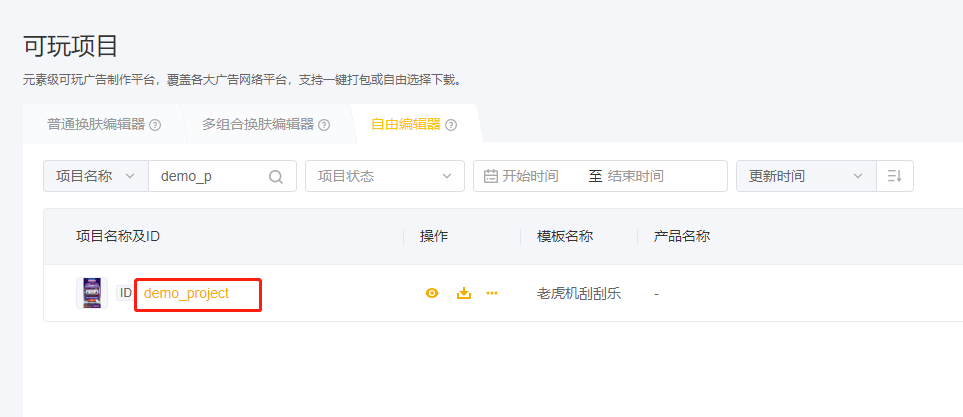 可玩项目
元素级可玩广告制作平台，覆盖各大广告网络平台，支持一键打包或自由选择下载。
普通换肤编辑器 多组合换肤编辑器 自由编辑器
项目名称 demo_p 项目状态 开始时间 至 结束时间 更新时间
项目名称及ID 操作 模板名称 产品名称
ID demo_project 老虎机刮刮乐 -